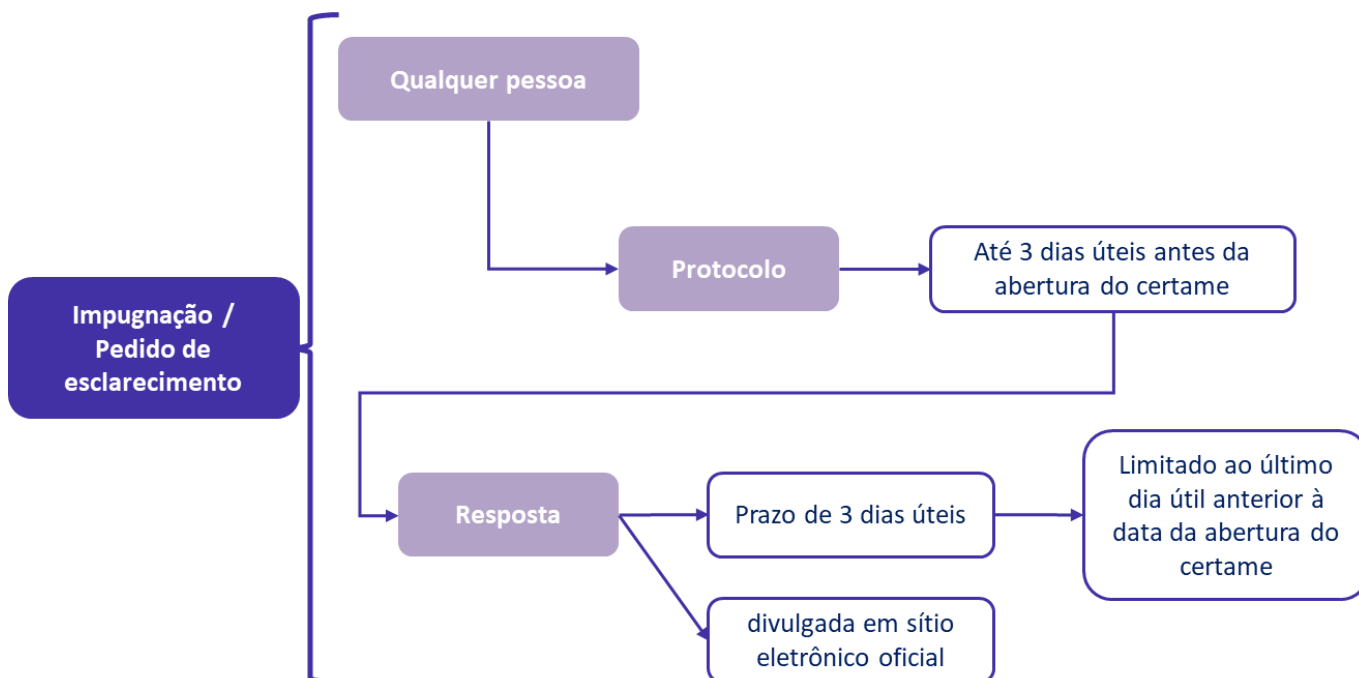 Qualquer pessoa
Protocolo
Até 3 dias úteis antes da
abertura do certame
Impugnação /
Pedido de
esclarecimento
Resposta
Prazo de 3 dias úteis
Limitado ao último
dia útil anterior à
data da abertura do
certame
divulgada em sítio
eletrônico oficial